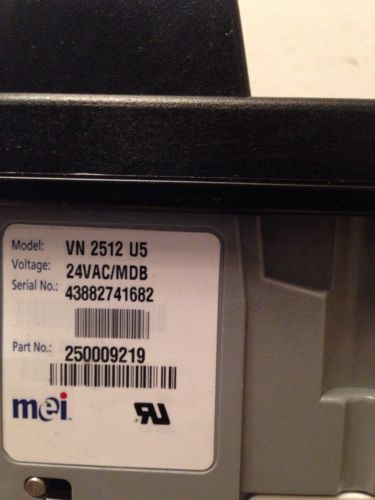 Model: VN 2512 U5
Voltage: 24VAC/MDB
Serial No.: 43882741682
Part No.: 250009219
mei